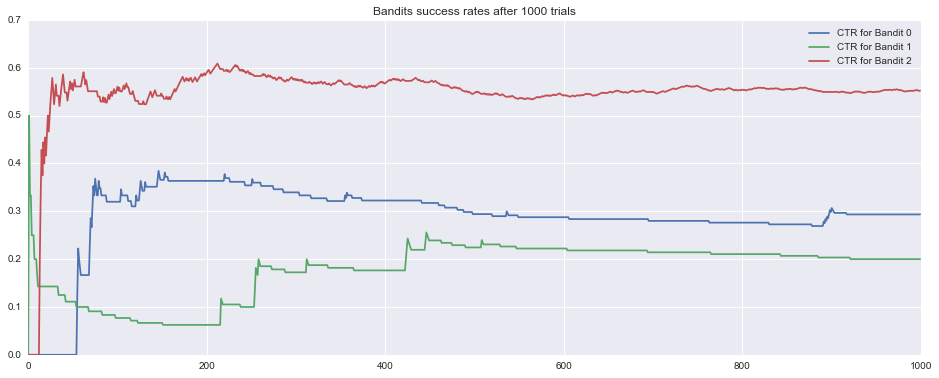 Bandits success rates after 1000 trials
CTR for Bandit 0
CTR for Bandit 1
CTR for Bandit 2
0.7
0.6
0.5
0.4
0.3
0.2
0.1
0.0
0 200 400 600 800 1000